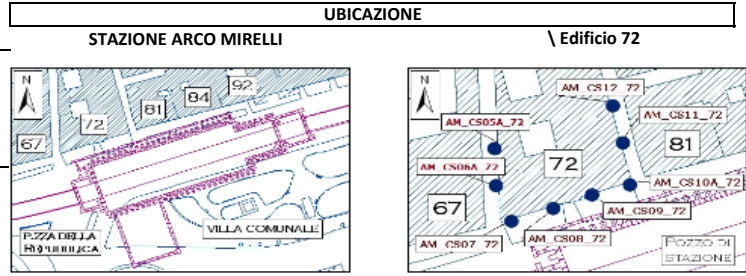 UBICAZIONE
STAZIONE ARCO MIRELLI
\ Edificio 72
N
92
84
81
72
67
P.ZZA DELLA
REPUBBLICA
VILLA COMUNALE
N
AM_CS12_72
AM_CS11_72
AM_CS05A_72
81
AM_CS06A_72
72
AM_CS10A_72
67
AM_CS09_72
AM_CS07_72
AM_CS08_72
POZZO DI
STAZIONE